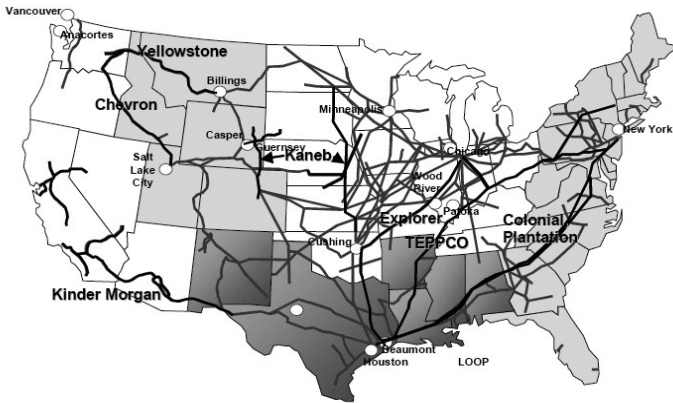 Vancouver
Anacortes
Yellowstone
Billings
Chevron
Minneapolis
Casper
Guernsey
Kaneb
Salt
Lake
City
Chicago
New York
Wood
River
Patoka
Explorer
Colonial
Plantation
Cushing
TEPPCO
Kinder Morgan
Beaumont
Houston
LOOP